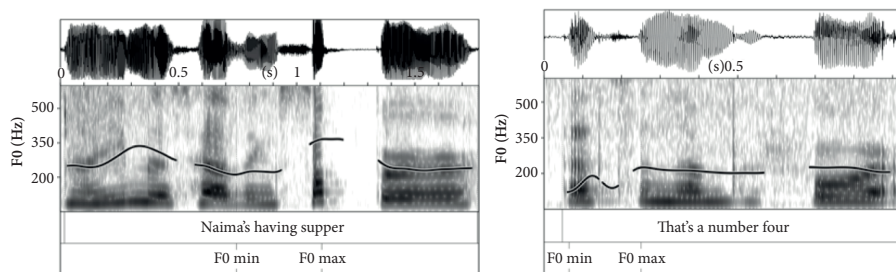 0 0.5 (s) 1 1.5
F0 (Hz)
500
350
200
Naima's having supper
F0 min F0 max
0 (s)0.5
F0 (Hz)
500
350
200
That's a number four
F0 min F0 max